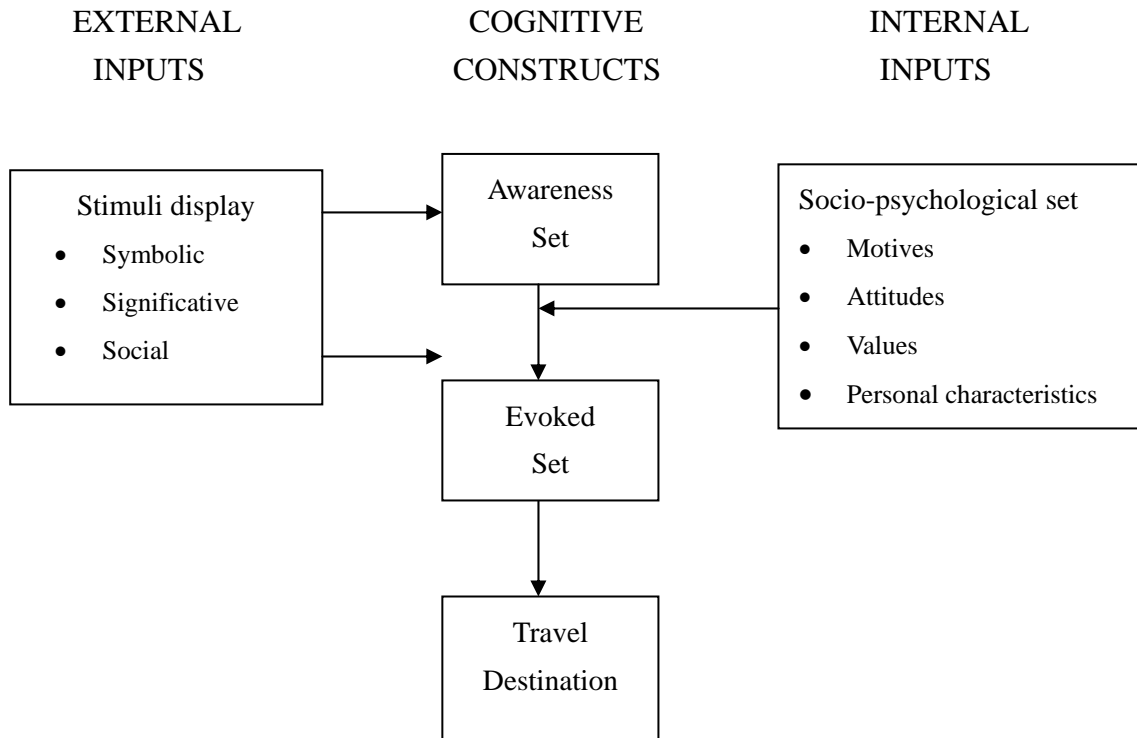 EXTERNAL
INPUTS
COGNITIVE
CONSTRUCTS
INTERNAL
INPUTS
Stimuli display
• Symbolic
• Significative
• Social
Awareness
Set
Socio-psychological set
• Motives
• Attitudes
• Values
• Personal characteristics
Evoked
Set
Travel
Destination